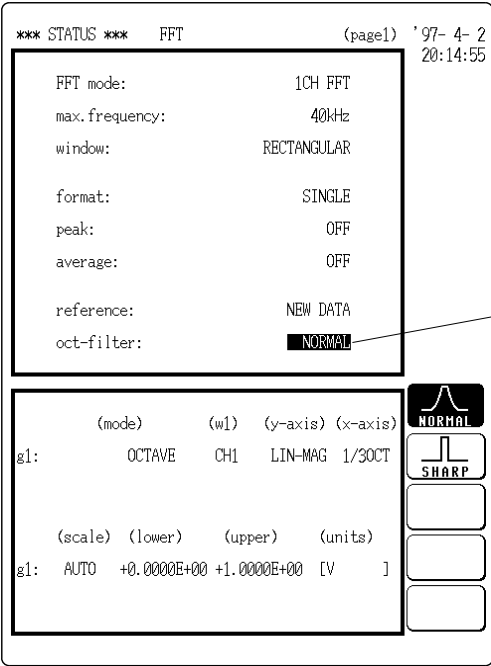 *** STATUS *** FFT (page1) '97- 4- 2
20:14:55
FFT mode: 1CH FFT
max.frequency: 40kHz
window: RECTANGULAR
format: SINGLE
peak: OFF
average: OFF
reference: NEW DATA
oct-filter: NORMAL
NORMAL
SHARP
(mode) (w1) (y-axis) (x-axis)
g1: OCTAVE CH1 LIN-MAG 1/3OCT
(scale) (lower) (upper) (units)
g1: AUTO +0.0000E+00 +1.0000E+00 [V ]